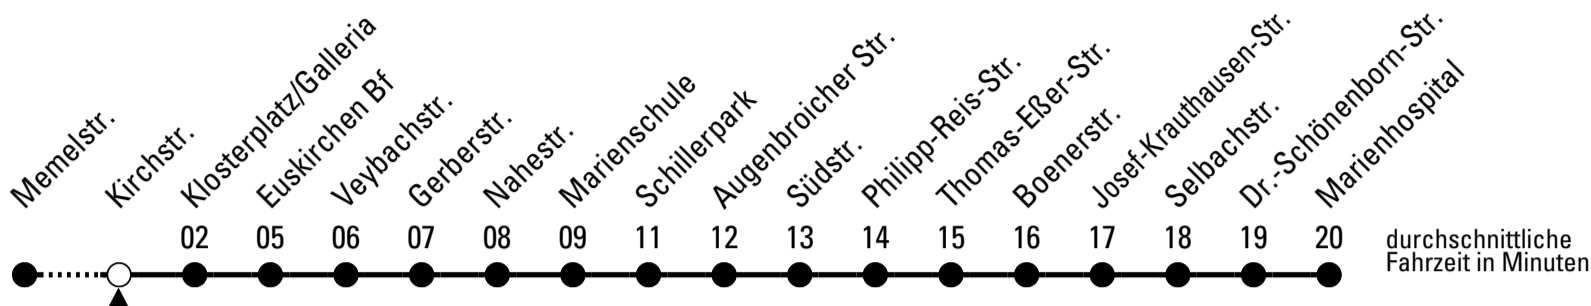 Memelstr.
Kirchstr.
Klosterplatz/Galleria
Euskirchen Bf
Veybachstr.
Gerberstr.
Nahestr.
Marienschule
Schillerpark
Augenbroicher Str.
Südstr.
Philipp-Reis-Str.
Thomas-Eßer-Str.
Boenerstr.
Josef-Krauthausen-Str.
Selbachstr.
Dr.-Schönenborn-Str.
Marienhospital
02 05 06 07 08 09 11 12 13 14 15 16 17 18 19 20
durchschnittliche
Fahrzeit in Minuten